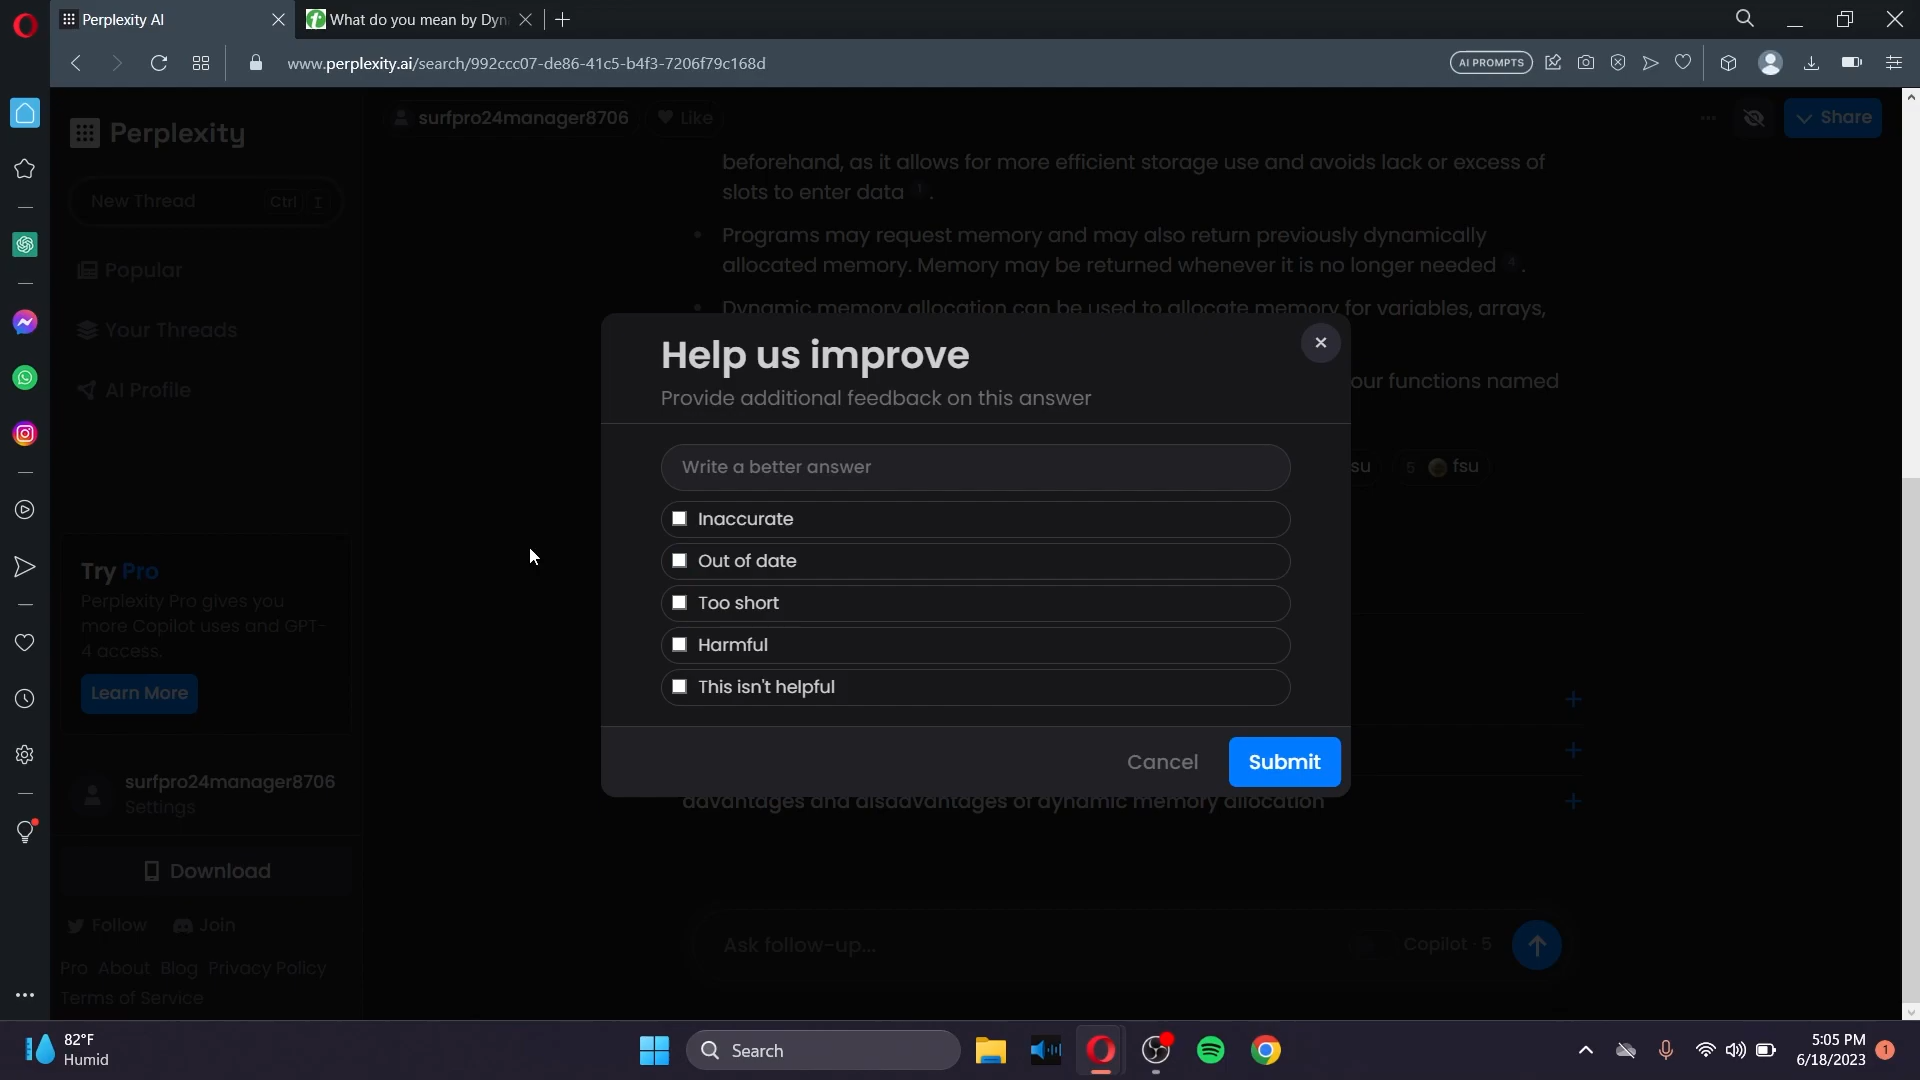 Perplexity AI
What do you mean by Dyn
www.perplexity.ai/search/992ccc07-de86-41c5-b4f3-7206f79c168d
AI PROMPTS
Perplexity
surfpro24manager8706
Like
Share
beforehand, as it allows for more efficient storage use and avoids lack or excess of
slots to enter data 1.
New Thread
Ctrl I
Programs may request memory and may also return previously dynamically
allocated memory. Memory may be returned whenever it is no longer needed 4.
Popular
Dynamic memory allocation can be used to allocate memory for variables, arrays,
Your Threads
Help us improve
Provide additional feedback on this answer
our functions named
AI Profile
Write a better answer
su
5 fsu
Inaccurate
Out of date
Too short
Harmful
This isn't helpful
Try Pro
Perplexity Pro gives you
more Copilot uses and GPT-
4 access.
Learn More
Cancel
Submit
surfpro24manager8706
Settings
advantages and disadvantages of dynamic memory allocation
Download
Follow
Join
Ask follow-up...
Copilot · 5
Pro About Blog Privacy Policy
Terms of Service
82°F
Humid
Search
5:05 PM
6/18/2023
1